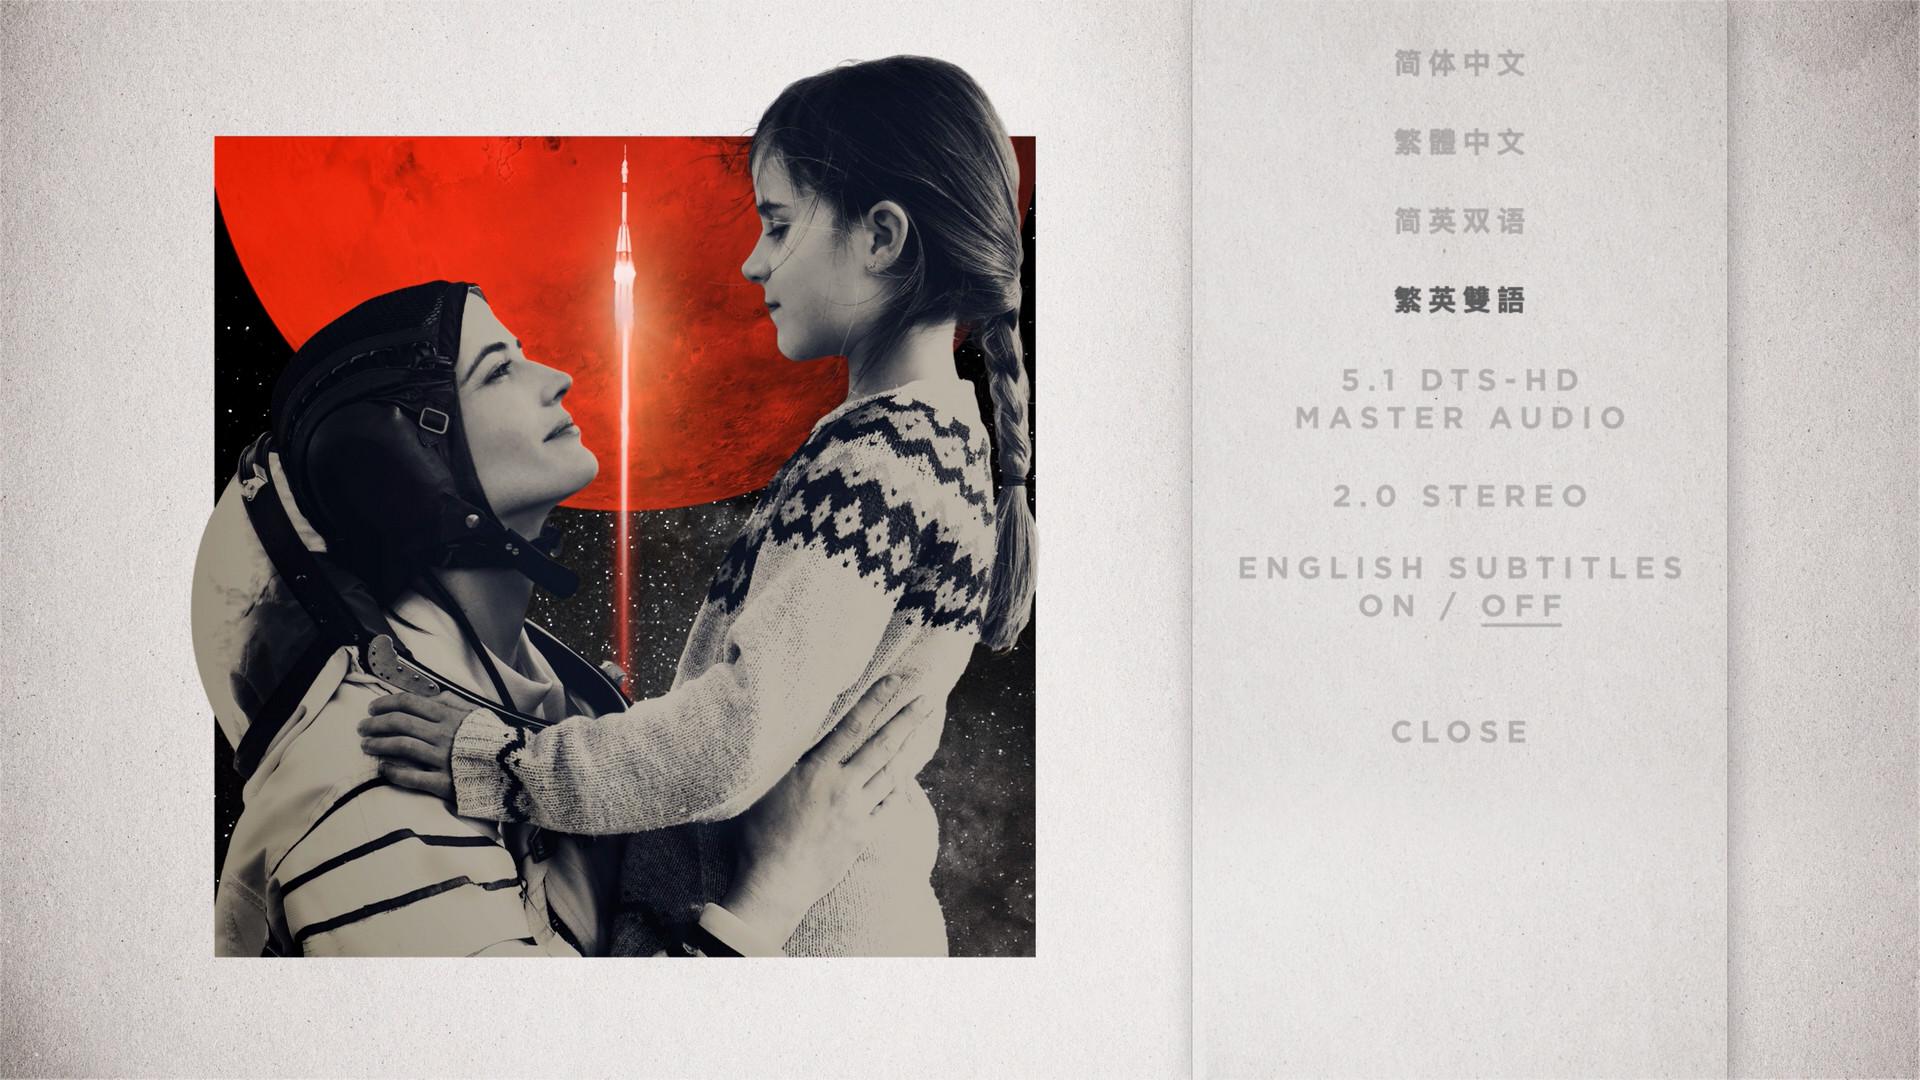 简体中文
繁體中文
简英双语
繁英雙語
5.1 DTS-HD
MASTER AUDIO
2.0 STEREO
ENGLISH SUBTITLES
ON / OFF
CLOSE